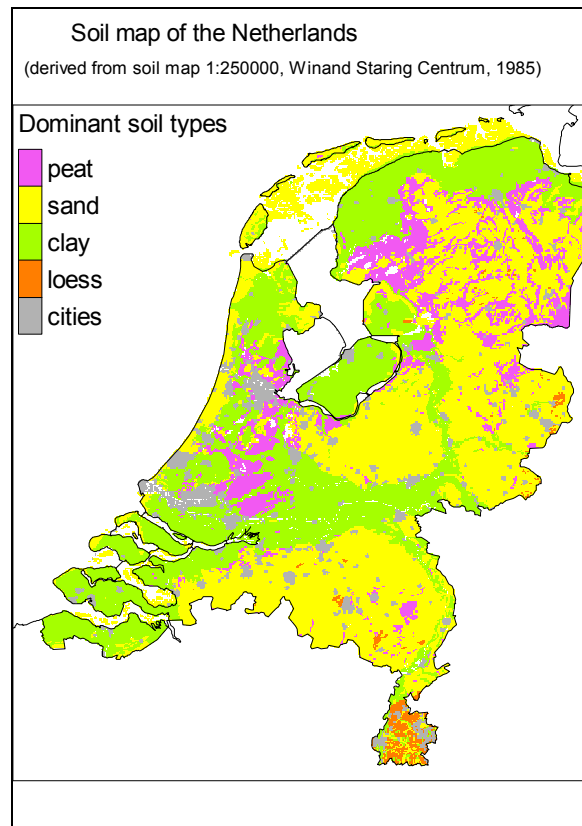 Soil map of the Netherlands
(derived from soil map 1:250000, Winand Staring Centrum, 1985)
Dominant soil types
peat
sand
clay
loess
cities